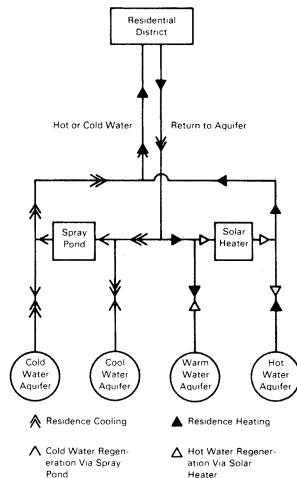 Residential
District
Hot or Cold Water
Return to Aquifer
Spray
Pond
Solar
Heater
Cold
Water
Aquifer
Cool
Water
Aquifer
Warm
Water
Aquifer
Hot
Water
Aquifer
Residence Cooling
Residence Heating
Cold Water Regen-
eration Via Spray
Pond
Hot Water Regener-
ation Via Solar
Heater